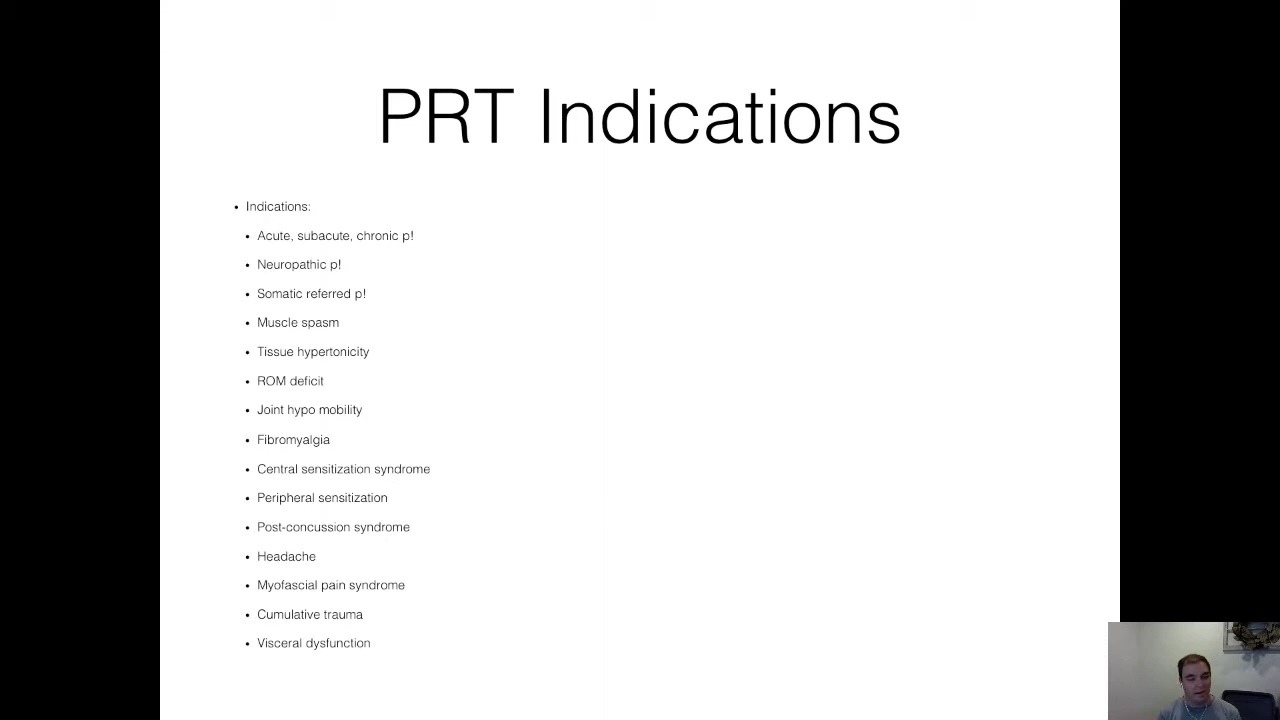 PRT Indications
• Indications:
• Acute, subacute, chronic p!
• Neuropathic p!
• Somatic referred p!
• Muscle spasm
• Tissue hypertonicity
• ROM deficit
• Joint hypo mobility
• Fibromyalgia
• Central sensitization syndrome
• Peripheral sensitization
• Post-concussion syndrome
• Headache
• Myofascial pain syndrome
• Cumulative trauma
• Visceral dysfunction